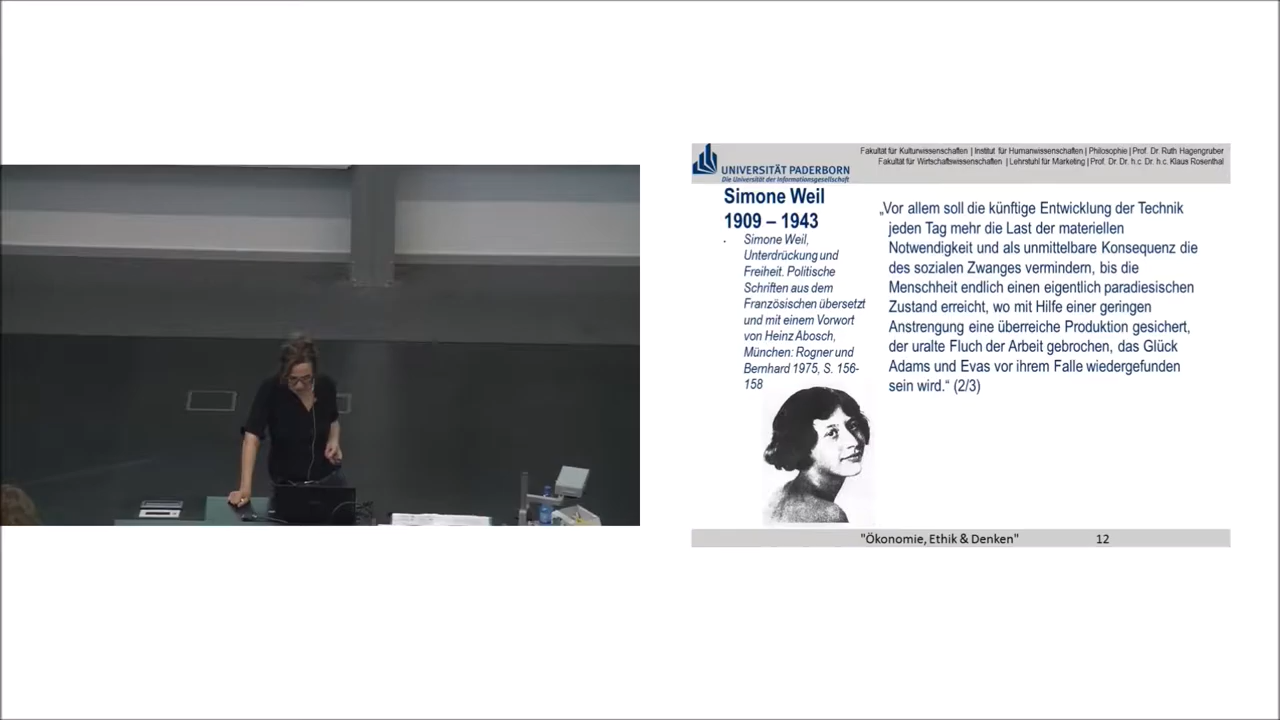 UNIVERSITÄT PADERBORN
Die Universität der Informationsgesellschaft
Fakultät für Kulturwissenschaften | Institut für Humanwissenschaften | Philosophie | Prof. Dr. Ruth Hagengruber
Fakultät für Wirtschaftswissenschaften | Lehrstuhl für Marketing | Prof. Dr. Dr. h.c. Dr. h.c. Klaus Rosenthal
Simone Weil
1909 – 1943
Simone Weil,
Unterdrückung und
Freiheit. Politische
Schriften aus dem
Französischen übersetzt
und mit einem Vorwort
von Heinz Abosch,
München: Rogner und
Bernhard 1975, S. 156-
158
„Vor allem soll die künftige Entwicklung der Technik
jeden Tag mehr die Last der materiellen
Notwendigkeit und als unmittelbare Konsequenz die
des sozialen Zwanges vermindern, bis die
Menschheit endlich einen eigentlich paradiesischen
Zustand erreicht, wo mit Hilfe einer geringen
Anstrengung eine überreiche Produktion gesichert,
der uralte Fluch der Arbeit gebrochen, das Glück
Adams und Evas vor ihrem Falle wiedergefunden
sein wird.“ (2/3)
"Ökonomie, Ethik & Denken" 12